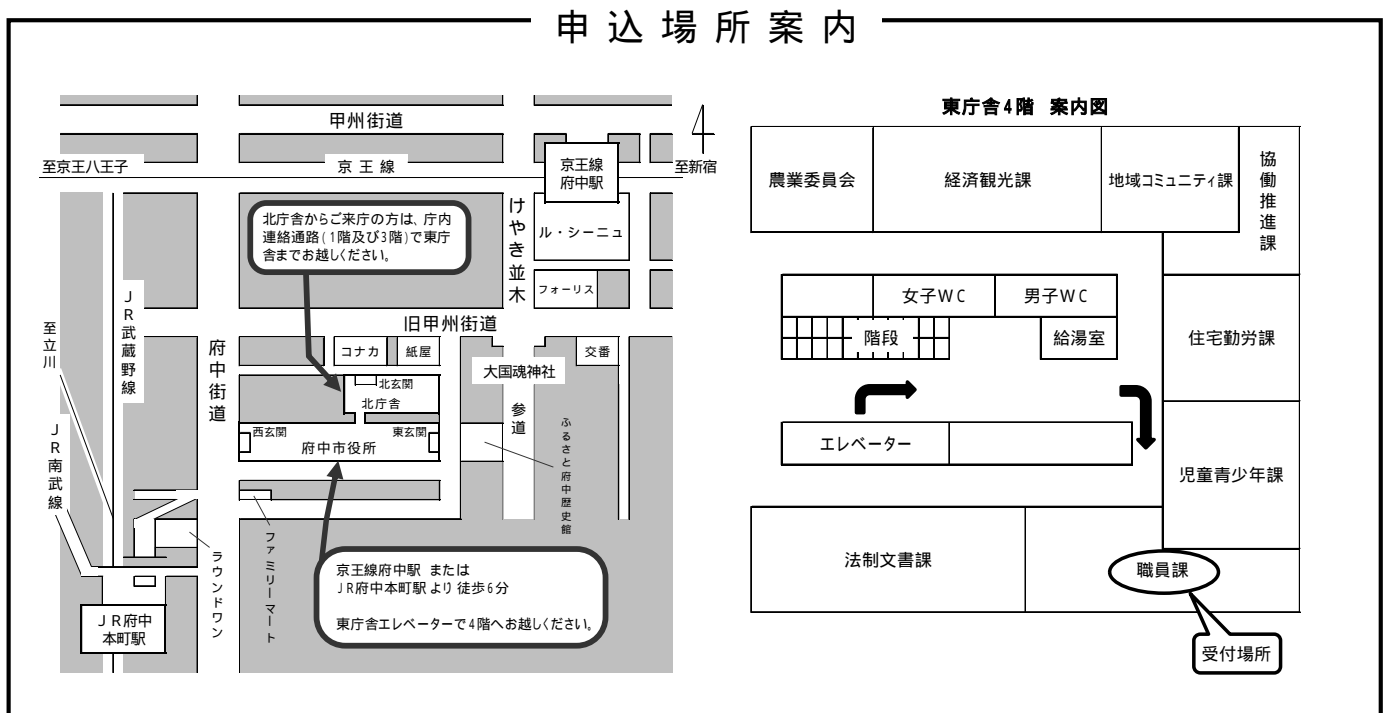 申込場所案内
甲州街道
至京王八王子
京王線
京王線
府中駅
至新宿
北庁舎からご来庁の方は、庁内
連絡通路(1階及び3階)で東庁
舎までお越しください。
けやき並木
ル・シーニュ
フォーリス
JR武蔵野線
至立川
JR南武線
府中街道
旧甲州街道
コナカ
紙屋
大国魂神社
交番
北玄関
北庁舎
西玄関
東玄関
府中市役所
参道
ふるさと府中歴史館
ラウンドワン
ファミリーマート
JR府中
本町駅
京王線府中駅 または
JR府中本町駅より徒歩6分
東庁舎エレベーターで4階へお越しください。
東庁舎4階 案内図
農業委員会
経済観光課
地域コミュニティ課
協働推進課
女子WC
男子WC
階段
給湯室
住宅勤労課
エレベーター
児童青少年課
法制文書課
職員課
受付場所